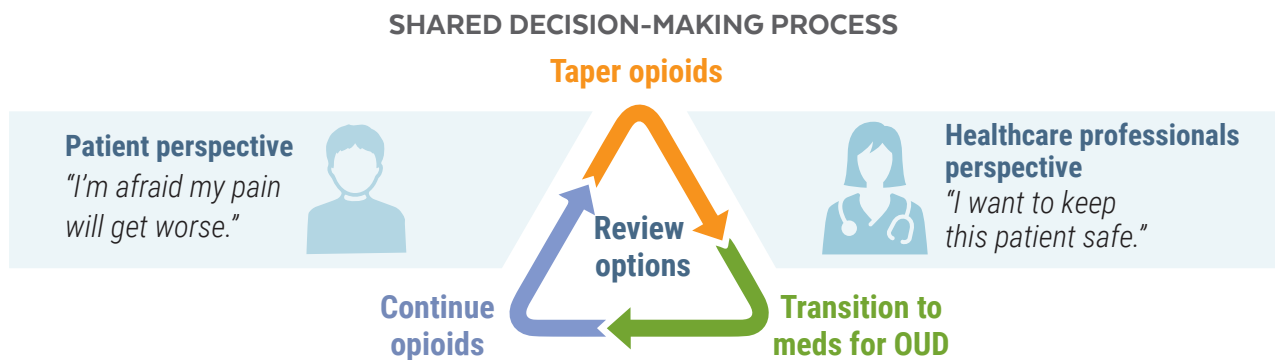 SHARED DECISION-MAKING PROCESS
Taper opioids
Patient perspective
“I’m afraid my pain
will get worse.”
Healthcare professionals
perspective
“I want to keep
this patient safe.”
Review
options
Continue
opioids
Transition to
meds for OUD